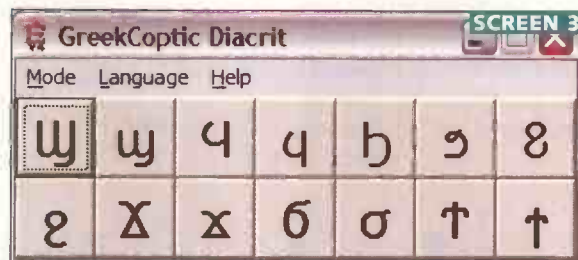 SCREEN 3
GreekCoptic Diacrit
Mode Language Help
Ϣ ϣ Ϥ ϥ Ϧ ϧ Ϩ
ϩ Ϫ ϫ Ϭ ϭ Ϯ ϯ